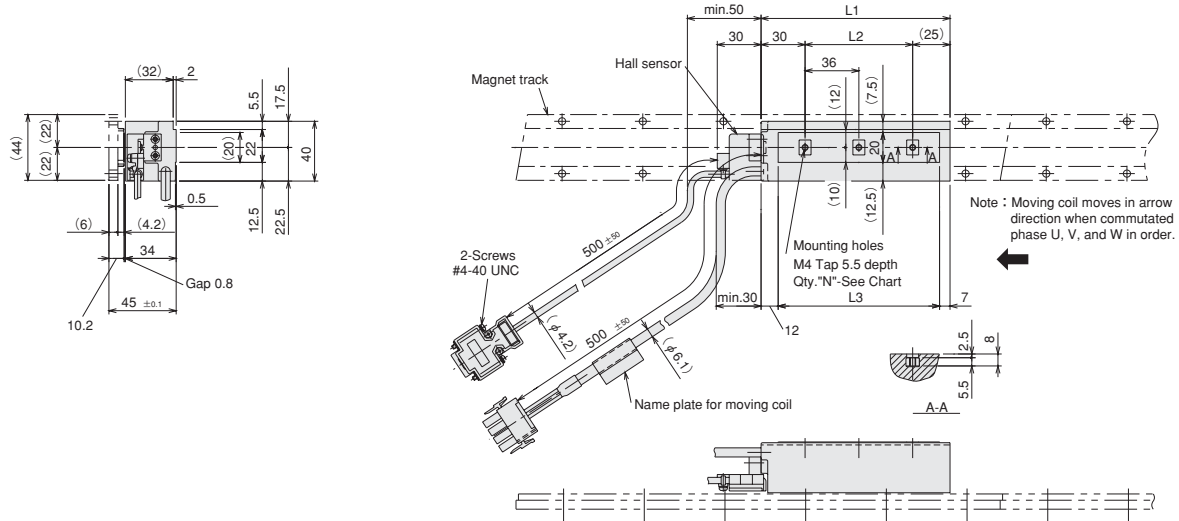 (32)
2
5.5
17.5
(44)
(22)
(22)
(20)
22
40
0.5
12.5
22.5
(6)
(4.2)
34
Gap 0.8
45 ±0.1
10.2
min.50
L1
30
30
L2
(25)
36
Hall sensor
Magnet track
(12)
(7.5)
20
A
A
(10)
(12.5)
Note : Moving coil moves in arrow
direction when commutated
phase U, V, and W in order.
500 ±50
2-Screws
#4-40 UNC
Mounting holes
M4 Tap 5.5 depth
Qty."N"-See Chart
min.30
L3
7
12
(φ4.2)
500 ±50
(φ6.1)
Name plate for moving coil
2.5
8
5.5
A-A